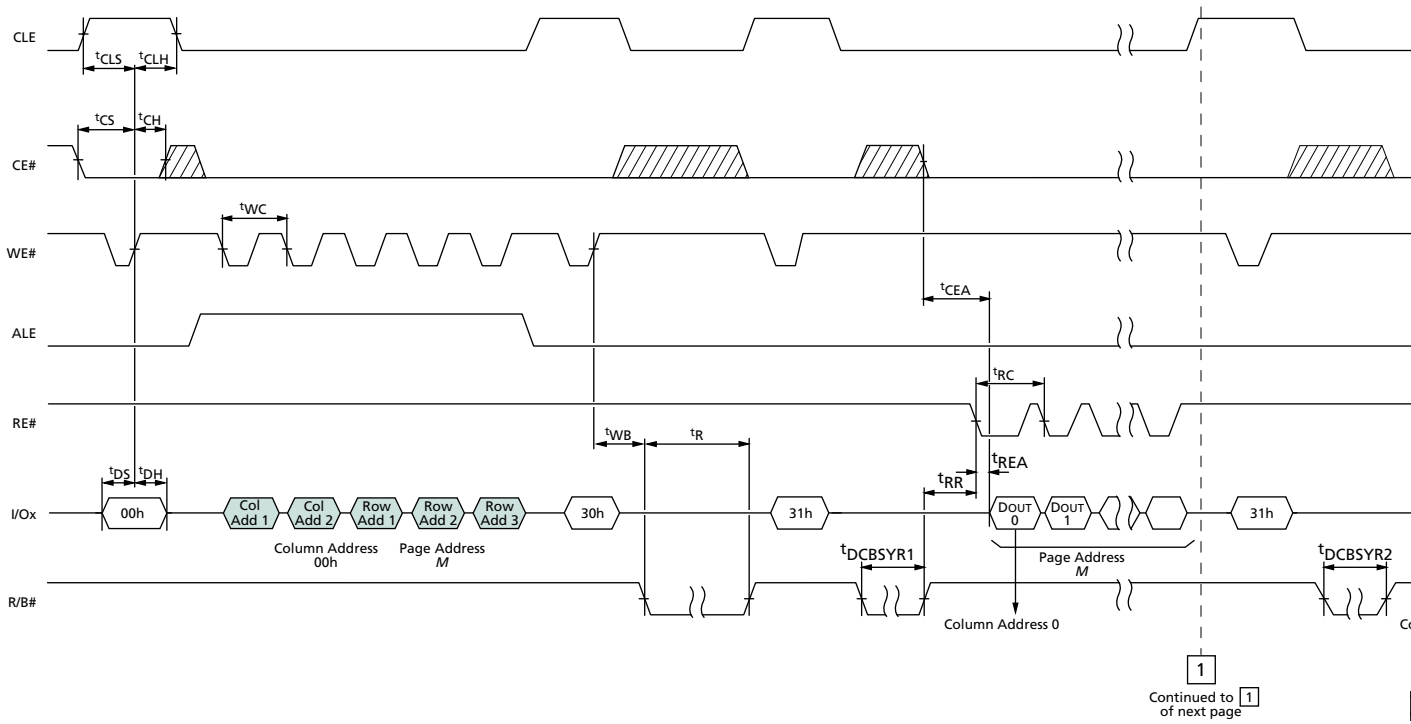 CLE
tCLS tCLH
tCS tCH
CE#
tWC
WE#
tCEA
ALE
tRC
RE#
tWB tR
tREA
tDS tDH
tRR
I/Ox
00h
Col
Add 1
Col
Add 2
Row
Add 1
Row
Add 2
Row
Add 3
30h
31h
DOUT
0
DOUT
1
31h
Column Address
00h
Page Address
M
tDCBSYR1
Page Address
M
tDCBSYR2
R/B#
Column Address 0
1
Continued to 1
of next page